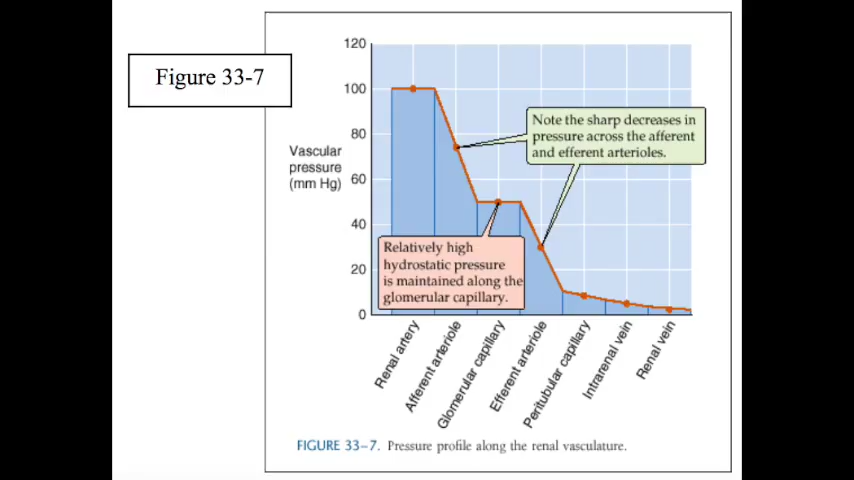 Figure 33-7
120
100
80
60
40
20
0
Vascular
pressure
(mm Hg)
Note the sharp decreases in
pressure across the afferent
and efferent arterioles.
Relatively high
hydrostatic pressure
is maintained along the
glomerular capillary.
Renal artery
Afferent arteriole
Glomerular capillary
Efferent arteriole
Peritubular capillary
Intrarenal vein
Renal vein
FIGURE 33–7. Pressure profile along the renal vasculature.